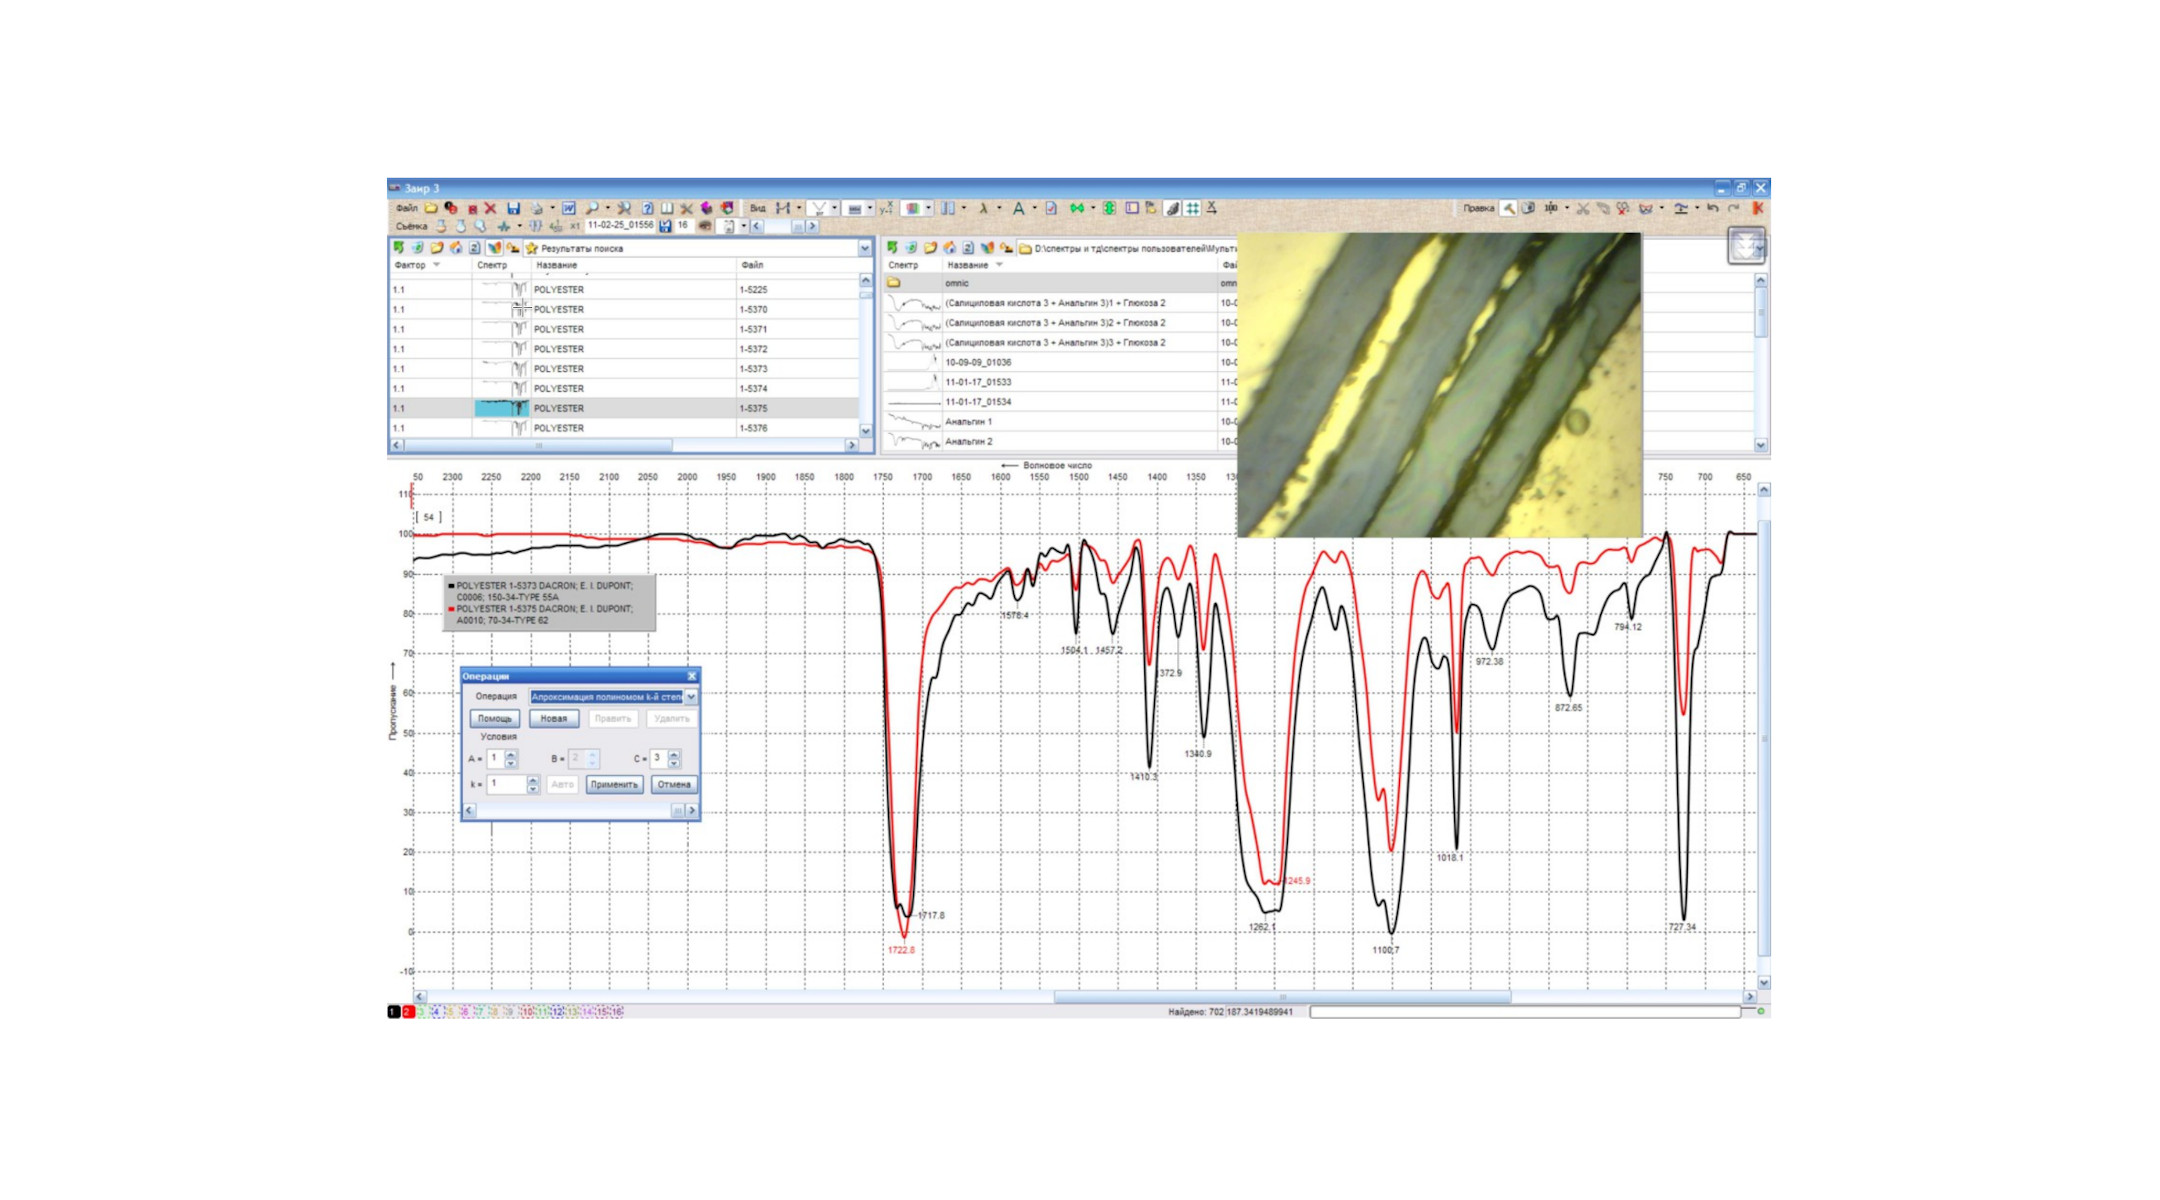 Заир 3
Файл Вид Правка
Съёмка x1 11-02-25_01556 16
Результаты поиска
Фактор Спектр Название Файл
1.1 POLYESTER 1-5225
1.1 POLYESTER 1-5370
1.1 POLYESTER 1-5371
1.1 POLYESTER 1-5372
1.1 POLYESTER 1-5373
1.1 POLYESTER 1-5374
1.1 POLYESTER 1-5375
1.1 POLYESTER 1-5376
D:\спектры и тд\спектры пользователей\Мульти
Спектр Название Фай
omnic omn
(Салициловая кислота 3 + Анальгин 3)1 + Глюкоза 2 10-0
(Салициловая кислота 3 + Анальгин 3)2 + Глюкоза 2 10-0
(Салициловая кислота 3 + Анальгин 3)3 + Глюкоза 2 10-0
10-09-09_01036 10-0
11-01-17_01533 11-0
11-01-17_01534 11-0
Анальгин 1 10-0
Анальгин 2 10-0
Волновое число
50 2300 2250 2200 2150 2100 2050 2000 1950 1900 1850 1800 1750 1700 1650 1600 1550 1500 1450 1400 1350 750 700 650
110
[ 54 ]
100
90
80
70
60
50
40
30
20
10
0
-10
Пропускание
POLYESTER 1-5373 DACRON; E. I. DUPONT;
C0006; 150-34-TYPE 55A
POLYESTER 1-5375 DACRON; E. I. DUPONT;
A0010; 70-34-TYPE 62
Операции
Операция Апроксимация полиномом k-й степ
Помощь Новая Править Удалить
Условия
A = 1 B = 2 C = 3
k = 1 Авто Применить Отмена
1578.4
1504.1 1457.2
1372.9
1410.3
1340.9
1717.8
1722.8
1245.9
1262.1
1100.7
1018.1
972.38
872.65
794.12
727.34
1 2 3 4 5 6 7 8 9 10 11 12 13 14 15 16
Найдено: 702 187.3419489941